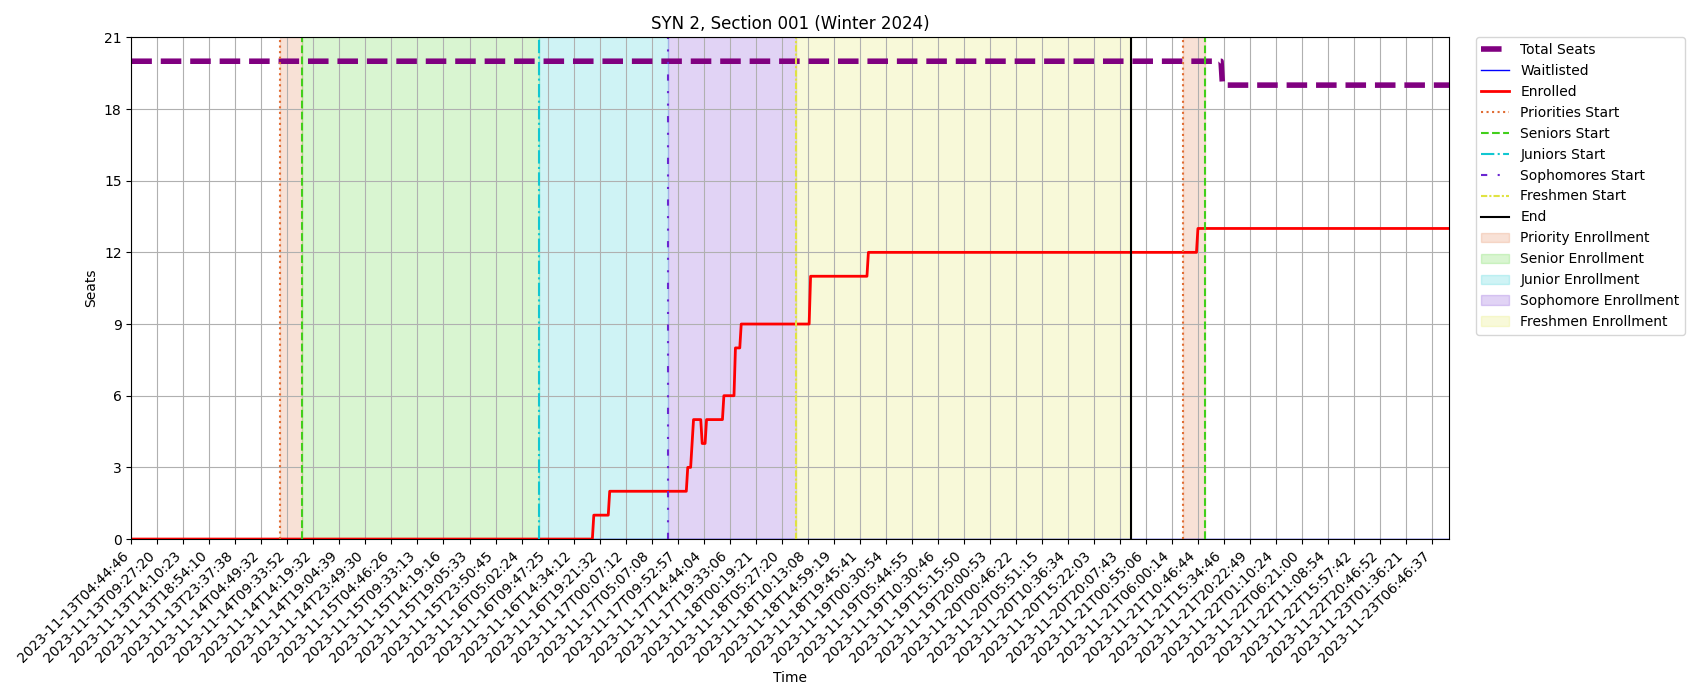 SYN 2, Section 001 (Winter 2024)
21
18
15
12
9
6
3
0
Seats
2023-11-13T04:44:46
2023-11-13T09:27:20
2023-11-13T14:10:23
2023-11-13T18:54:10
2023-11-13T23:37:38
2023-11-14T04:49:32
2023-11-14T09:33:52
2023-11-14T14:19:32
2023-11-14T19:04:39
2023-11-14T23:49:30
2023-11-15T04:46:26
2023-11-15T09:33:13
2023-11-15T14:19:16
2023-11-15T19:05:33
2023-11-15T23:50:45
2023-11-16T05:02:24
2023-11-16T09:47:25
2023-11-16T14:34:12
2023-11-16T19:21:32
2023-11-17T00:07:12
2023-11-17T05:07:08
2023-11-17T09:52:57
2023-11-17T14:44:04
2023-11-17T19:33:06
2023-11-18T00:19:21
2023-11-18T05:27:20
2023-11-18T10:13:08
2023-11-18T14:59:19
2023-11-18T19:45:41
2023-11-19T00:30:54
2023-11-19T05:44:55
2023-11-19T10:30:46
2023-11-19T15:15:50
2023-11-19T20:00:53
2023-11-20T00:46:22
2023-11-20T05:51:15
2023-11-20T10:36:34
2023-11-20T15:22:03
2023-11-20T20:07:43
2023-11-21T00:55:06
2023-11-21T06:00:14
2023-11-21T10:46:44
2023-11-21T15:34:46
2023-11-21T20:22:49
2023-11-22T01:10:24
2023-11-22T06:21:00
2023-11-22T11:08:54
2023-11-22T15:57:42
2023-11-22T20:46:52
2023-11-23T01:36:21
2023-11-23T06:46:37
Time
Total Seats
Waitlisted
Enrolled
Priorities Start
Seniors Start
Juniors Start
Sophomores Start
Freshmen Start
End
Priority Enrollment
Senior Enrollment
Junior Enrollment
Sophomore Enrollment
Freshmen Enrollment